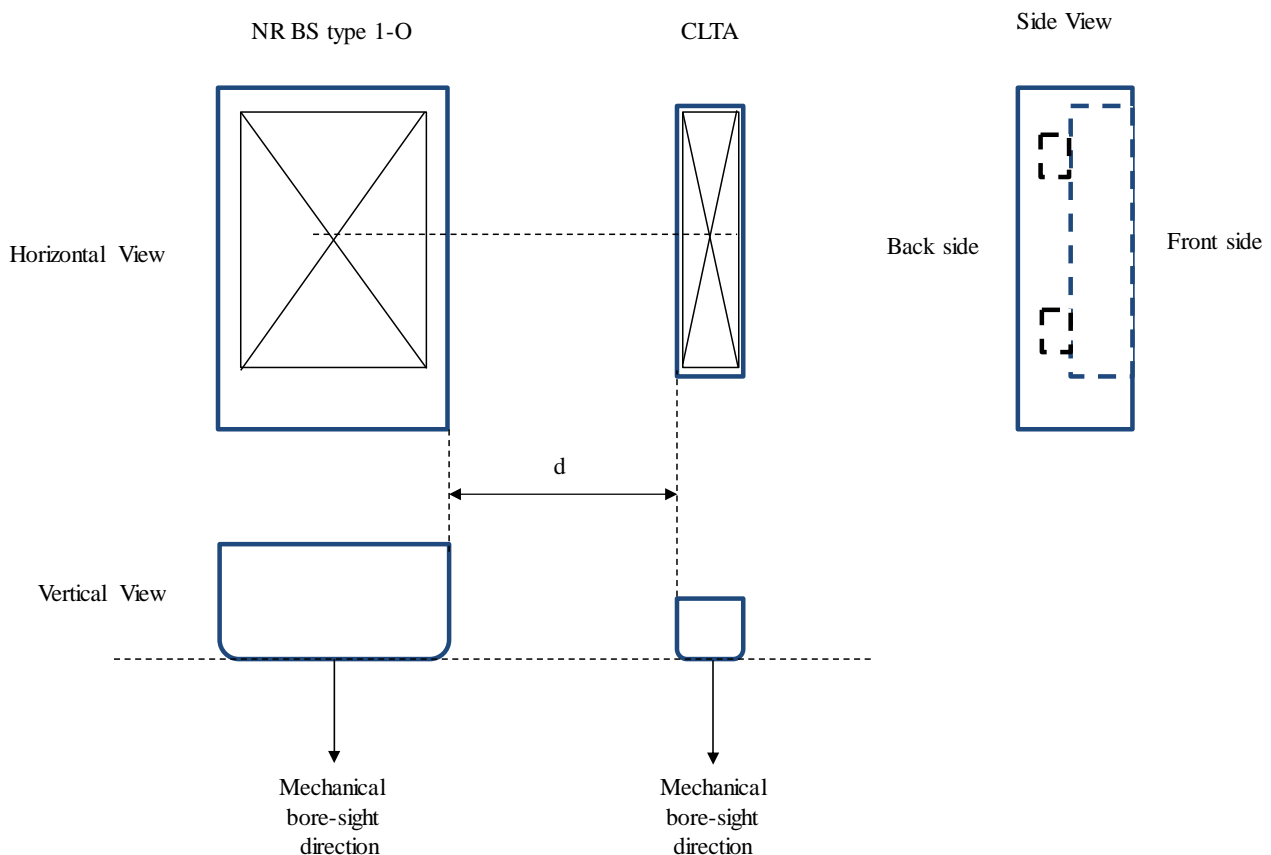 NR BS type 1-O
CLTA
Side View
Horizontal View
Back side
Front side
d
Vertical View
Mechanical
bore-sight
direction
Mechanical
bore-sight
direction